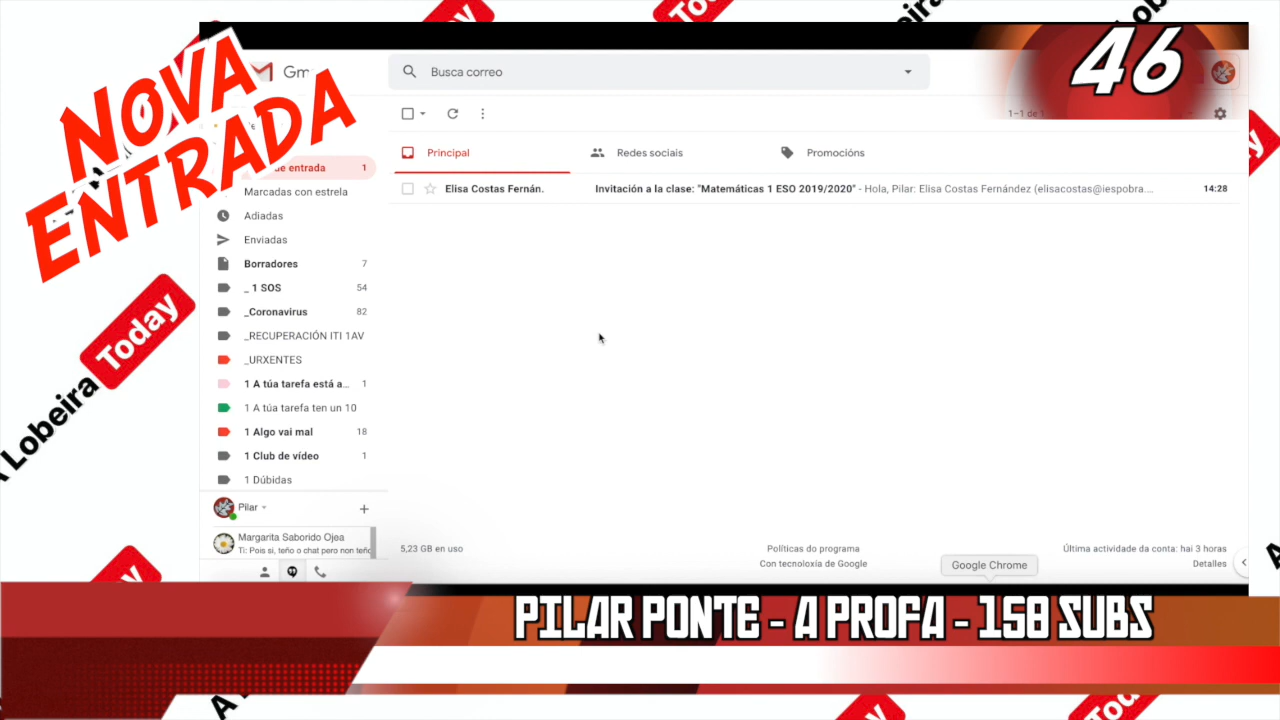 NOVA
ENTRADA
46
Busca correo
1–1 de 1
Principal
Redes sociais
Promocións
Elisa Costas Fernán.
Invitación a la clase: "Matemáticas 1 ESO 2019/2020" - Hola, Pilar: Elisa Costas Fernández (elisacostas@iespobra....
14:28
de entrada 1
Marcadas con estrela
Adiadas
Enviadas
Borradores 7
_ 1 SOS 54
_Coronavirus 82
_RECUPERACIÓN ITI 1AV
_URXENTES
1 A túa tarefa está a... 1
1 A túa tarefa ten un 10
1 Algo vai mal 18
1 Club de vídeo 1
1 Dúbidas
Pilar
Margarita Saborido Ojea
Ti: Pois si, teño o chat pero non teño
5,23 GB en uso
Políticas do programa
Con tecnoloxía de Google
Última actividade da conta: hai 3 horas
Detalles
Google Chrome
A Lobeira Today
PILAR PONTE - A PROFA - 158 SUBS